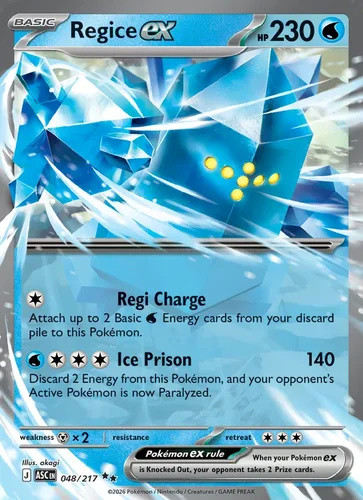 BASIC Regice ex HP 230
Regi Charge
Attach up to 2 Basic Energy cards from your discard
pile to this Pokémon.
Ice Prison 140
Discard 2 Energy from this Pokémon, and your opponent's
Active Pokémon is now Paralyzed.
weakness ×2 resistance retreat
Pokémon ex rule When your Pokémon ex
is Knocked Out, your opponent takes 2 Prize cards.
Illus. akagi
J ASC EN 048/217
©2026 Pokémon / Nintendo / Creatures / GAME FREAK